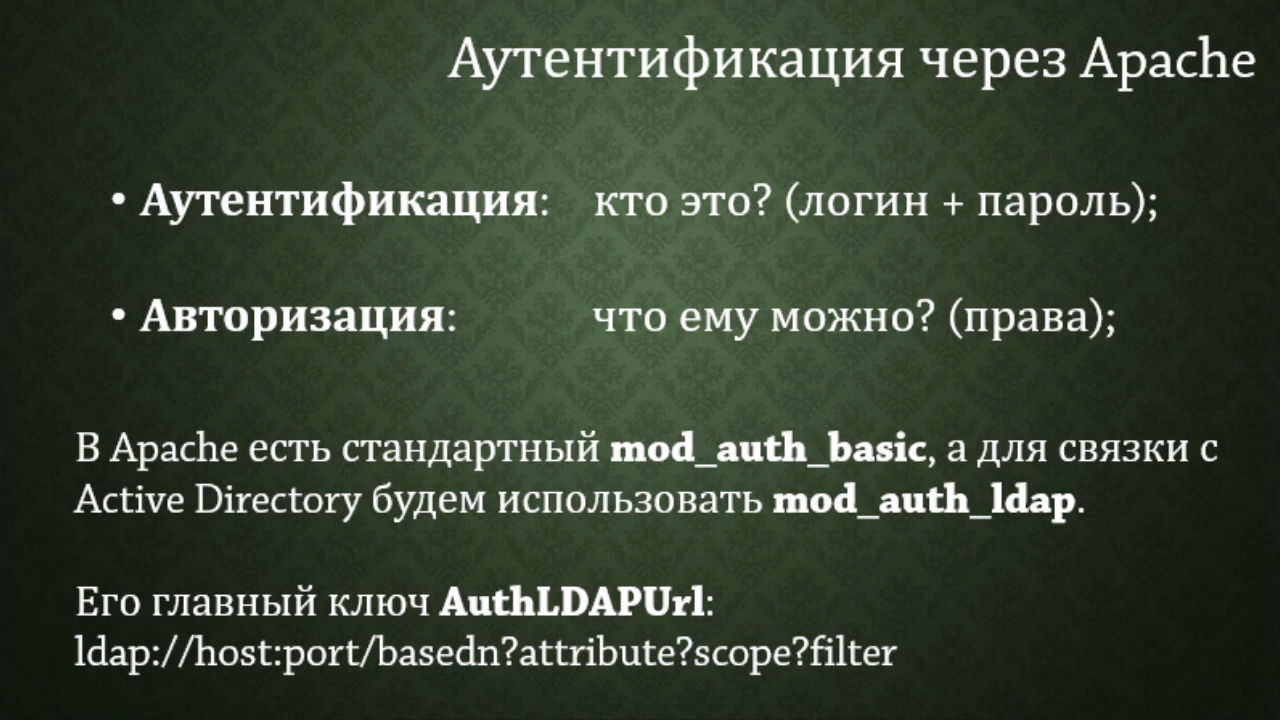 Аутентификация через Apache
• Аутентификация: кто это? (логин + пароль);
• Авторизация: что ему можно? (права);
В Apache есть стандартный mod_auth_basic, а для связки с
Active Directory будем использовать mod_auth_ldap.
Его главный ключ AuthLDAPUrl:
ldap://host:port/basedn?attribute?scope?filter